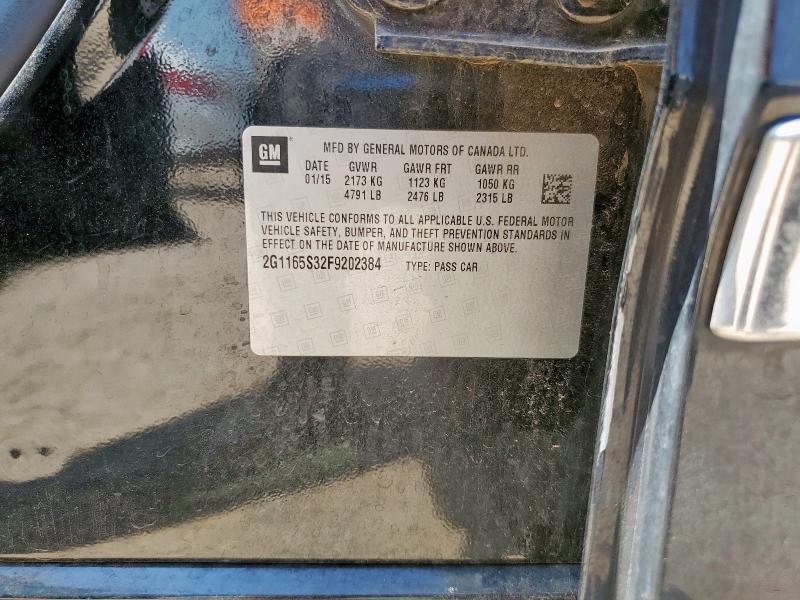 GM
MFD BY GENERAL MOTORS OF CANADA LTD.
DATE GVWR GAWR FRT GAWR RR
01/15 2173 KG 1123 KG 1050 KG
4791 LB 2476 LB 2315 LB
THIS VEHICLE CONFORMS TO ALL APPLICABLE U.S. FEDERAL MOTOR
VEHICLE SAFETY, BUMPER, AND THEFT PREVENTION STANDARDS IN
EFFECT ON THE DATE OF MANUFACTURE SHOWN ABOVE.
2G1165S32F9202384 TYPE: PASS CAR